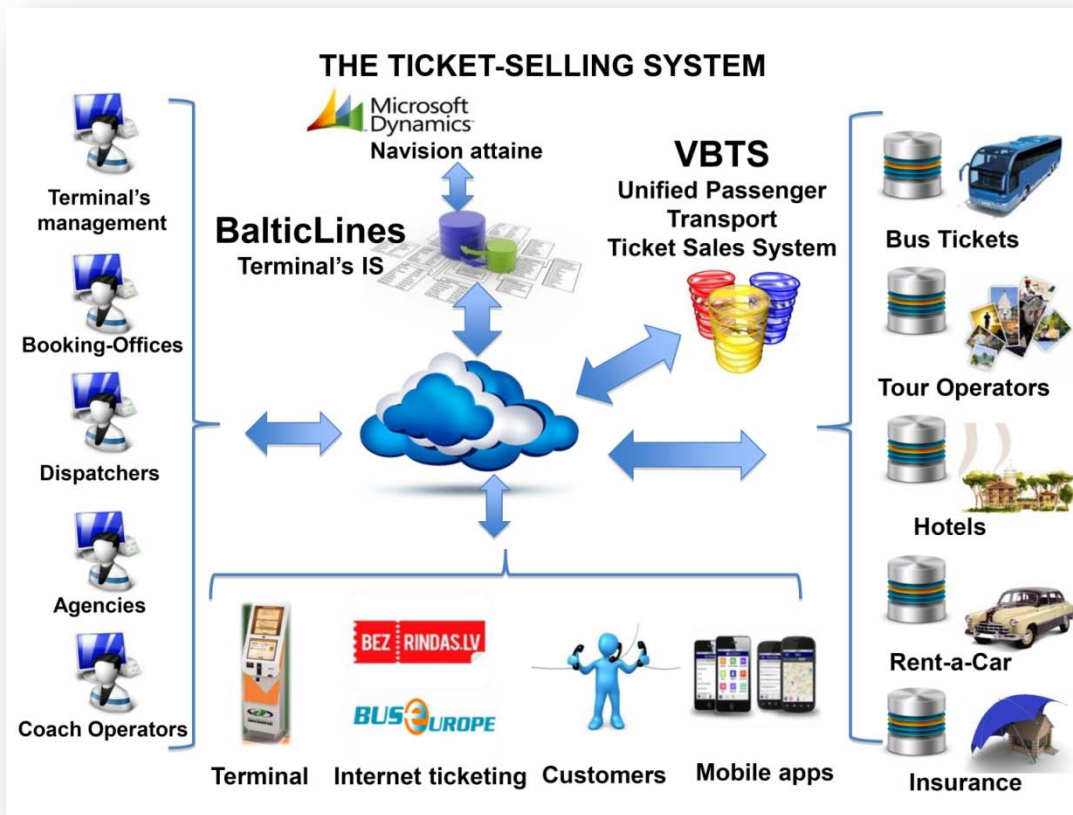 THE TICKET-SELLING SYSTEM
Microsoft
Dynamics
Navision attaine
BalticLines
Terminal's IS
VBTS
Unified Passenger
Transport
Ticket Sales System
Terminal's
management
Booking-Offices
Dispatchers
Agencies
Coach Operators
Bus Tickets
Tour Operators
Hotels
Rent-a-Car
Insurance
BEZ RINDAS.LV
BUS EUROPE
Terminal
Internet ticketing
Customers
Mobile apps